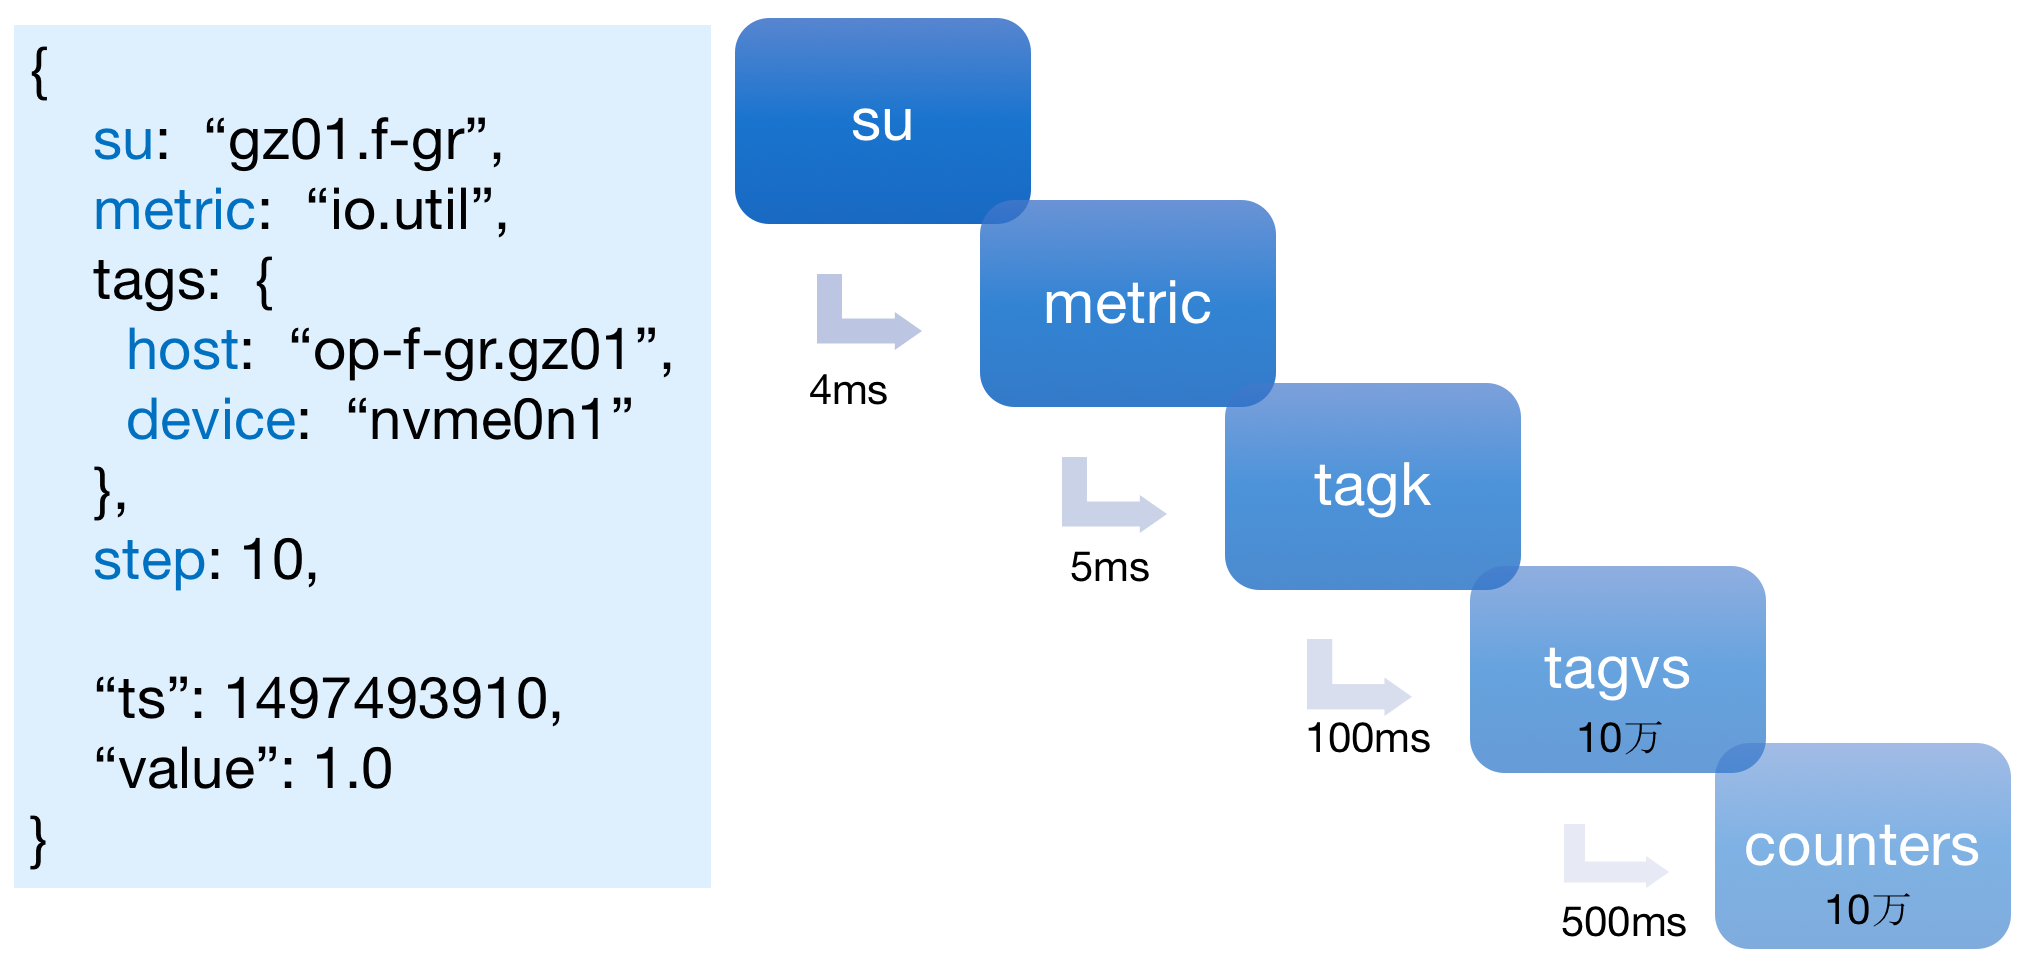 {
su: “gz01.f-gr”,
metric: “io.util”,
tags: {
host: “op-f-gr.gz01”,
device: “nvme0n1”
},
step: 10,
“ts”: 1497493910,
“value”: 1.0
}
su
metric
4ms
tagk
5ms
tagvs
10万
100ms
counters
10万
500ms